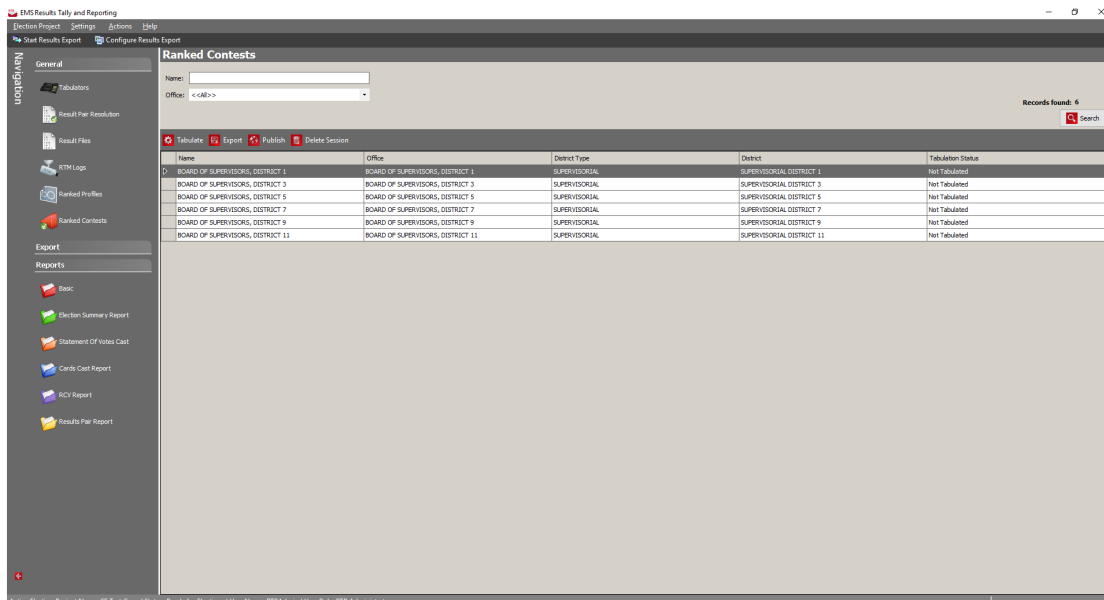 EMS Results Tally and Reporting
Election Project Settings Actions Help
Start Results Export Configure Results Export
Navigation
General
Tabulators
Result Pair Resolution
Result Files
RTM Logs
Ranked Profiles
Ranked Contests
Export
Reports
Basic
Election Summary Report
Statement Of Votes Cast
Cards Cast Report
RCV Report
Results Pair Report
Ranked Contests
Name:
Office: <<All>>
Records found: 6
Search
Tabulate Export Publish Delete Session
Name Office District Type District Tabulation Status
BOARD OF SUPERVISORS, DISTRICT 1 BOARD OF SUPERVISORS, DISTRICT 1 SUPERVISORIAL SUPERVISORIAL DISTRICT 1 Not Tabulated
BOARD OF SUPERVISORS, DISTRICT 3 BOARD OF SUPERVISORS, DISTRICT 3 SUPERVISORIAL SUPERVISORIAL DISTRICT 3 Not Tabulated
BOARD OF SUPERVISORS, DISTRICT 5 BOARD OF SUPERVISORS, DISTRICT 5 SUPERVISORIAL SUPERVISORIAL DISTRICT 5 Not Tabulated
BOARD OF SUPERVISORS, DISTRICT 7 BOARD OF SUPERVISORS, DISTRICT 7 SUPERVISORIAL SUPERVISORIAL DISTRICT 7 Not Tabulated
BOARD OF SUPERVISORS, DISTRICT 9 BOARD OF SUPERVISORS, DISTRICT 9 SUPERVISORIAL SUPERVISORIAL DISTRICT 9 Not Tabulated
BOARD OF SUPERVISORS, DISTRICT 11 BOARD OF SUPERVISORS, DISTRICT 11 SUPERVISORIAL SUPERVISORIAL DISTRICT 11 Not Tabulated